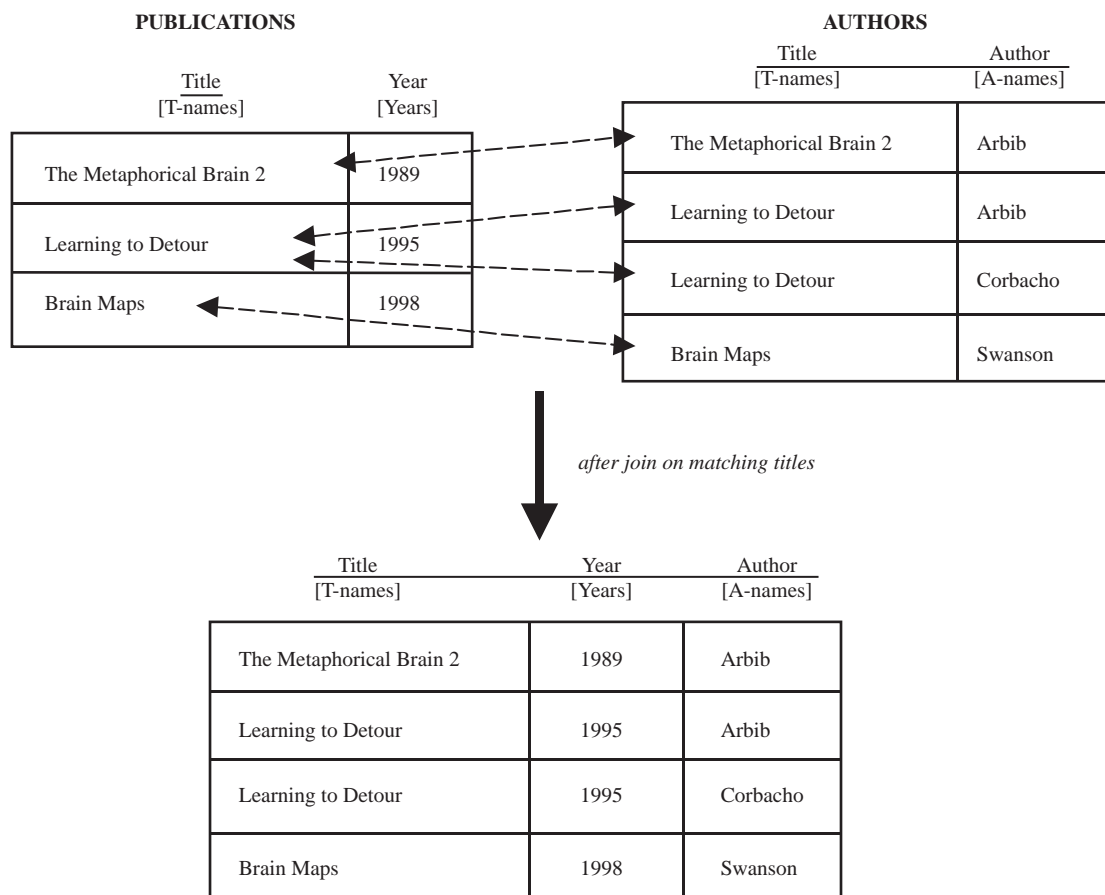 PUBLICATIONS
Title Year
[T-names] [Years]
The Metaphorical Brain 2 1989
Learning to Detour 1995
Brain Maps 1998
AUTHORS
Title Author
[T-names] [A-names]
The Metaphorical Brain 2 Arbib
Learning to Detour Arbib
Learning to Detour Corbacho
Brain Maps Swanson
after join on matching titles
Title Year Author
[T-names] [Years] [A-names]
The Metaphorical Brain 2 1989 Arbib
Learning to Detour 1995 Arbib
Learning to Detour 1995 Corbacho
Brain Maps 1998 Swanson